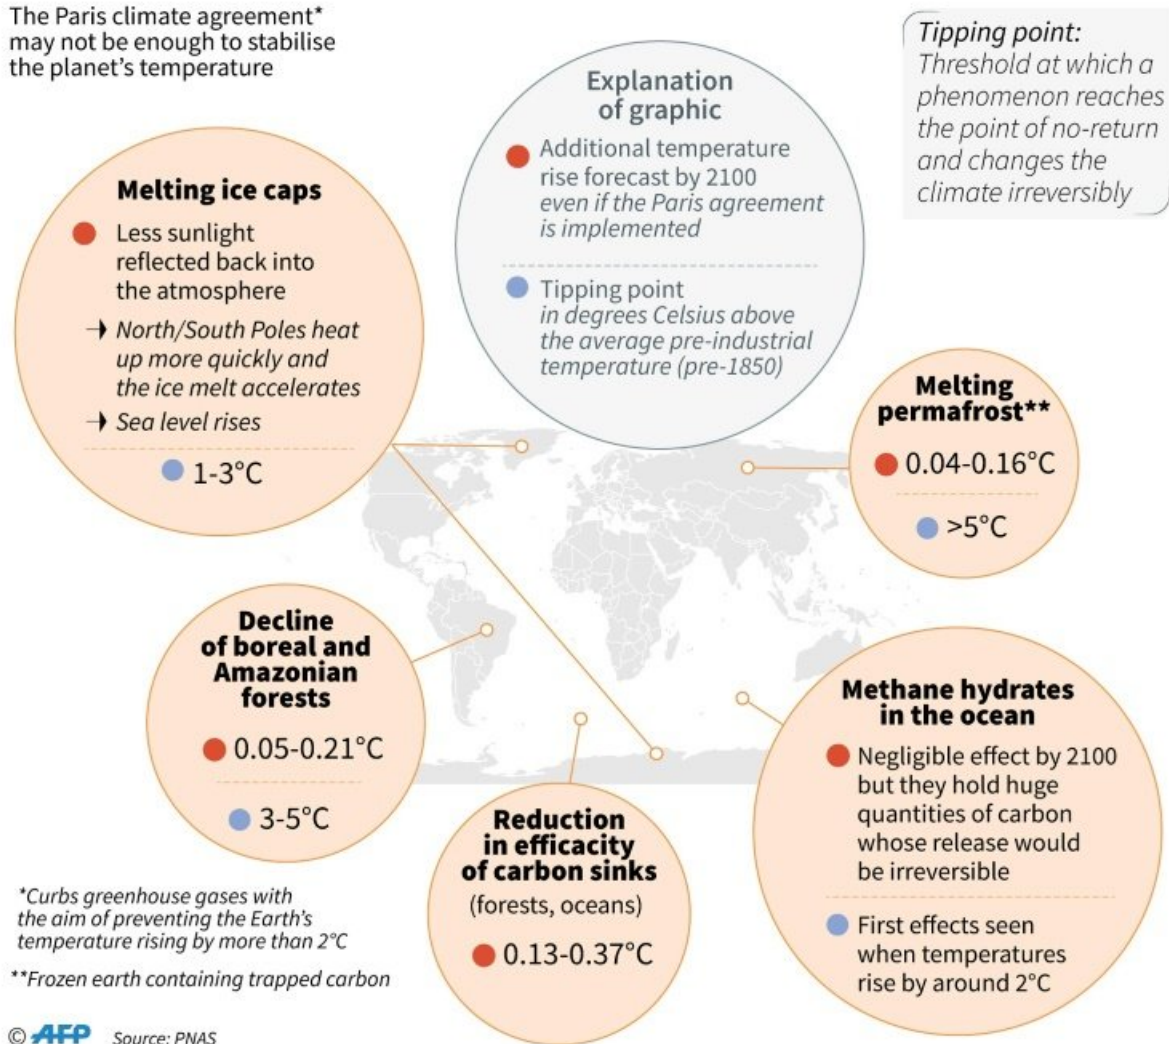 The Paris climate agreement*
may not be enough to stabilise
the planet's temperature
Tipping point:
Threshold at which a
phenomenon reaches
the point of no-return
and changes the
climate irreversibly
Explanation
of graphic
Additional temperature
rise forecast by 2100
even if the Paris agreement
is implemented
Tipping point
in degrees Celsius above
the average pre-industrial
temperature (pre-1850)
Melting ice caps
Less sunlight
reflected back into
the atmosphere
→ North/South Poles heat
up more quickly and
the ice melt accelerates
→ Sea level rises
1-3°C
Melting
permafrost**
0.04-0.16°C
>5°C
Decline
of boreal and
Amazonian
forests
0.05-0.21°C
3-5°C
Reduction
in efficacity
of carbon sinks
(forests, oceans)
0.13-0.37°C
Methane hydrates
in the ocean
Negligible effect by 2100
but they hold huge
quantities of carbon
whose release would
be irreversible
First effects seen
when temperatures
rise by around 2°C
*Curbs greenhouse gases with
the aim of preventing the Earth's
temperature rising by more than 2°C
**Frozen earth containing trapped carbon
© AFP Source: PNAS